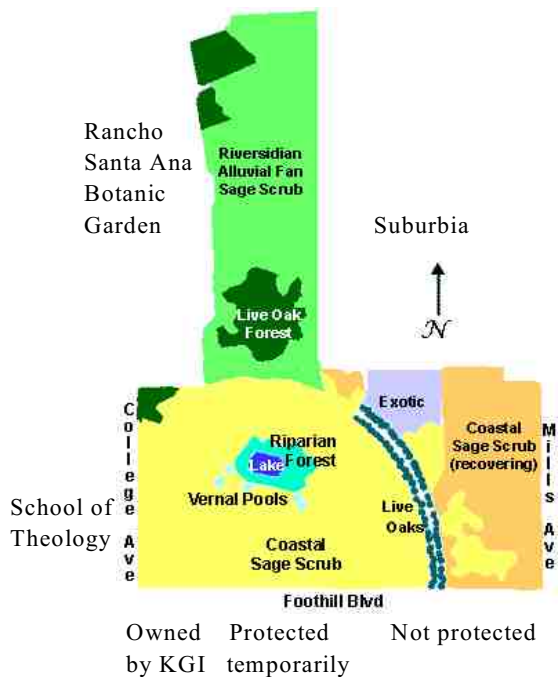 Rancho
Santa Ana
Botanic
Garden
Riversidian
Alluvial Fan
Sage Scrub
Suburbia
N
Live Oak
Forest
College Ave
Exotic
Coastal
Sage Scrub
(recovering)
Mills Ave
Riparian
Forest
Lake
Vernal Pools
Live
Oaks
School of
Theology
Coastal
Sage Scrub
Foothill Blvd
Owned Protected Not protected
by KGI temporarily